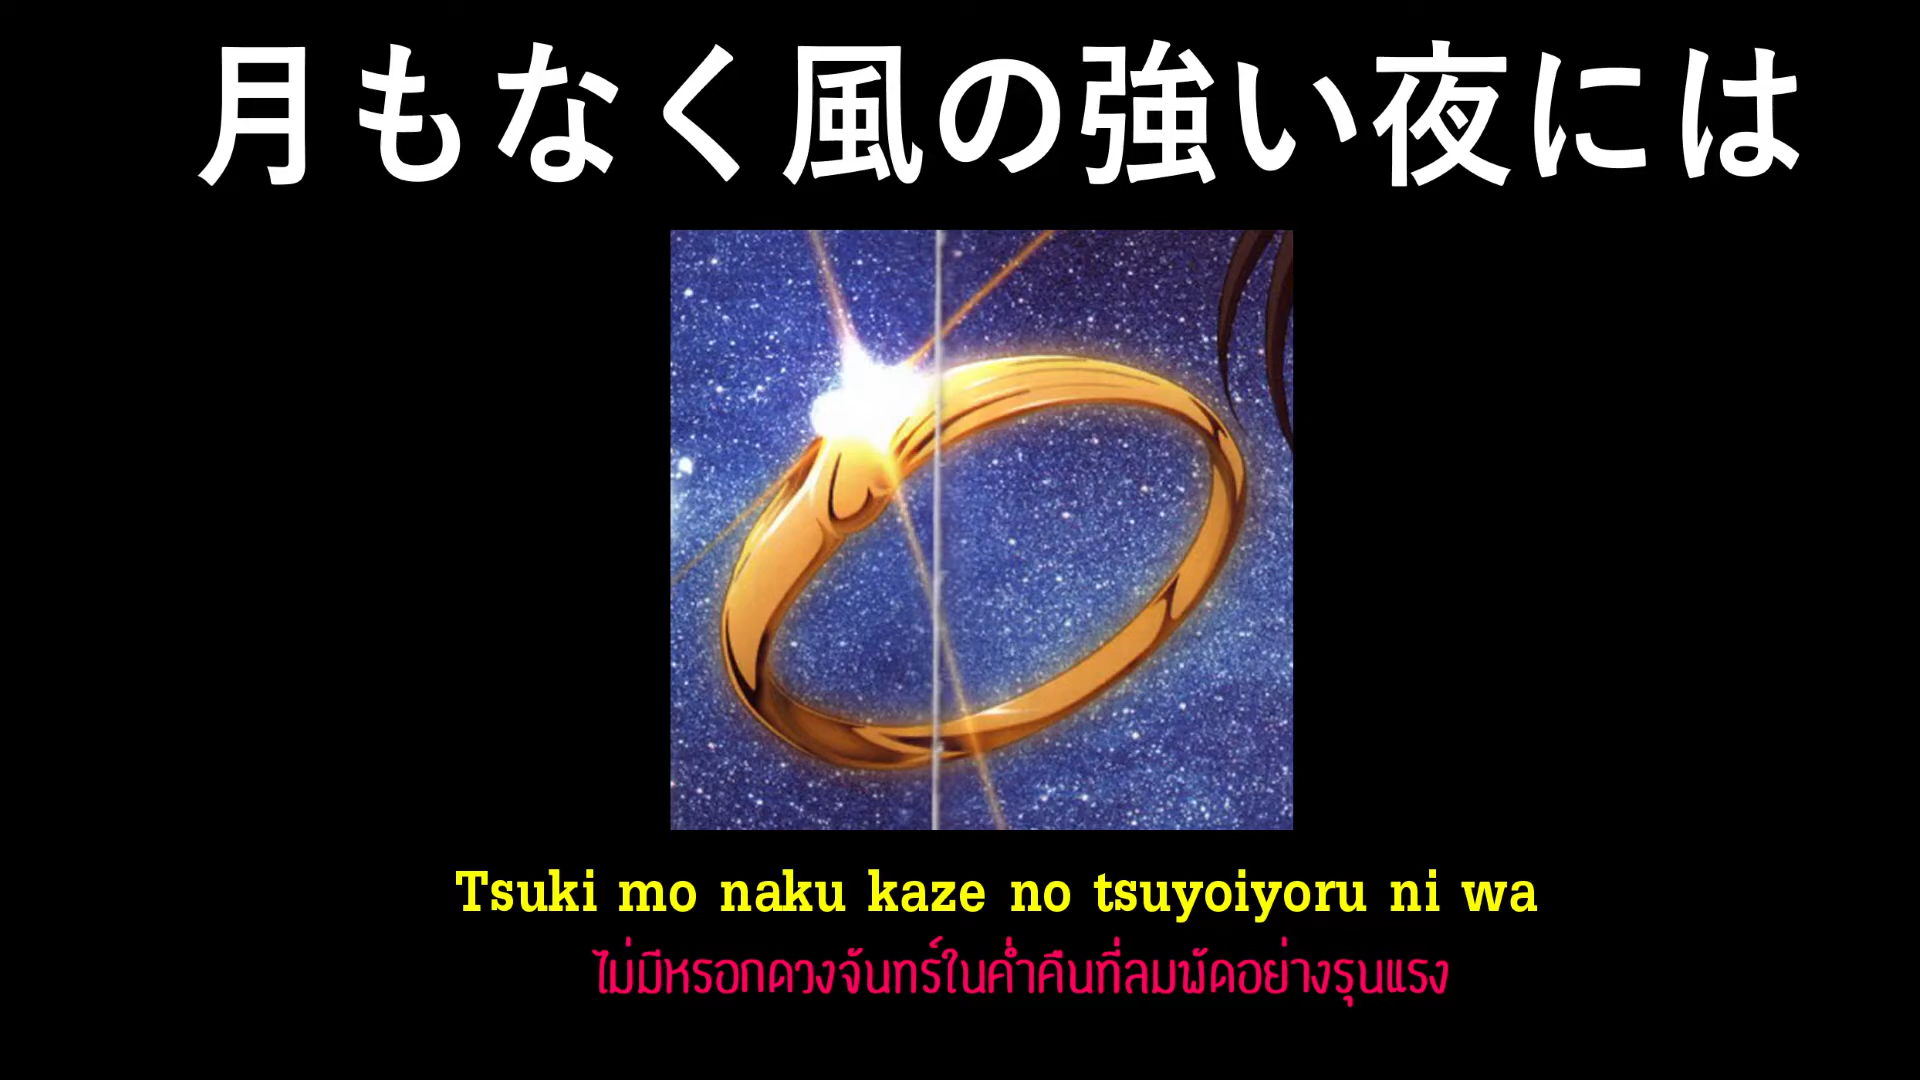 月もなく風の強い夜には
Tsuki mo naku kaze no tsuyoiyoru ni wa
ไม่มีหรอกดวงจันทร์ในค่ำคืนที่ลมพัดอย่างรุนแรง